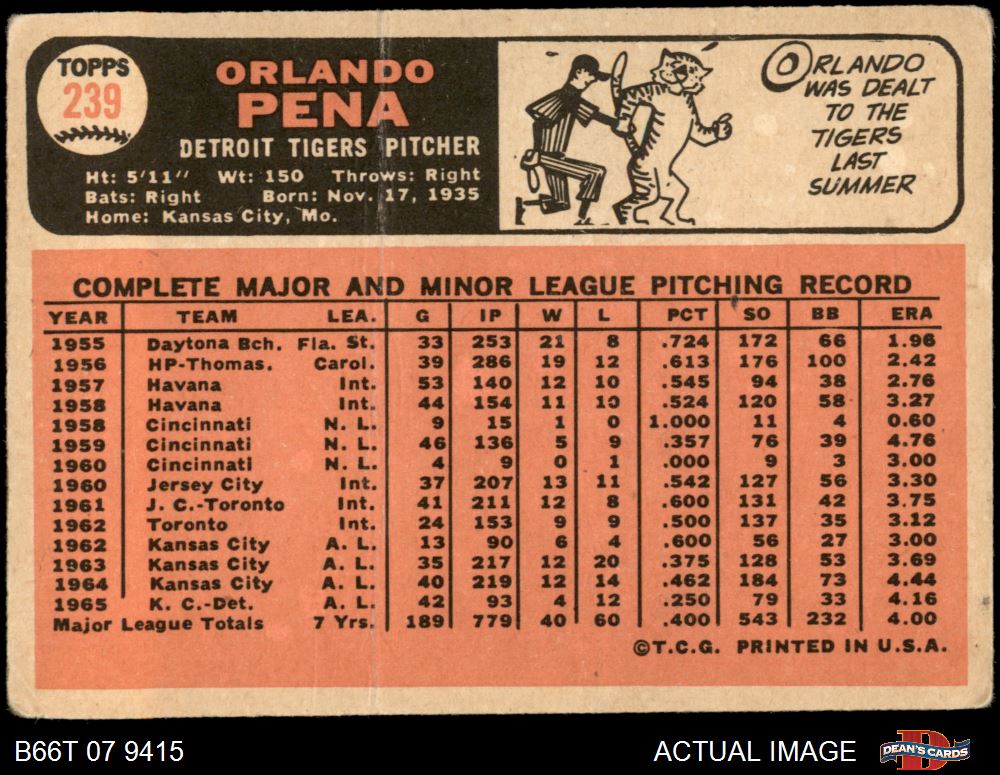 TOPPS
239
ORLANDO
PENA
DETROIT TIGERS PITCHER
Ht: 5'11" Wt: 150 Throws: Right
Bats: Right Born: Nov. 17, 1935
Home: Kansas City, Mo.
ORLANDO
WAS DEALT
TO THE
TIGERS
LAST
SUMMER
COMPLETE MAJOR AND MINOR LEAGUE PITCHING RECORD
YEAR TEAM LEA. G IP W L PCT SO BB ERA
1955 Daytona Bch. Fla. St. 33 253 21 8 .724 172 66 1.96
1956 HP-Thomas. Carol. 39 286 19 12 .613 176 100 2.42
1957 Havana Int. 53 140 12 10 .545 94 38 2.76
1958 Havana Int. 44 154 11 10 .524 120 58 3.27
1958 Cincinnati N. L. 9 15 1 0 1.000 11 4 0.60
1959 Cincinnati N. L. 46 136 5 9 .357 76 39 4.76
1960 Cincinnati N. L. 4 9 0 1 .000 9 3 3.00
1960 Jersey City Int. 37 207 13 11 .542 127 56 3.30
1961 J. C.-Toronto Int. 41 211 12 8 .600 131 42 3.75
1962 Toronto Int. 24 153 9 9 .500 137 35 3.12
1962 Kansas City A. L. 13 90 6 4 .600 56 27 3.00
1963 Kansas City A. L. 35 217 12 20 .375 128 53 3.69
1964 Kansas City A. L. 40 219 12 14 .462 184 73 4.44
1965 K. C.-Det. A. L. 42 93 4 12 .250 79 33 4.16
Major League Totals 7 Yrs. 189 779 40 60 .400 543 232 4.00
©T.C.G. PRINTED IN U.S.A.
B66T 07 9415 ACTUAL IMAGE DEAN'S CARDS